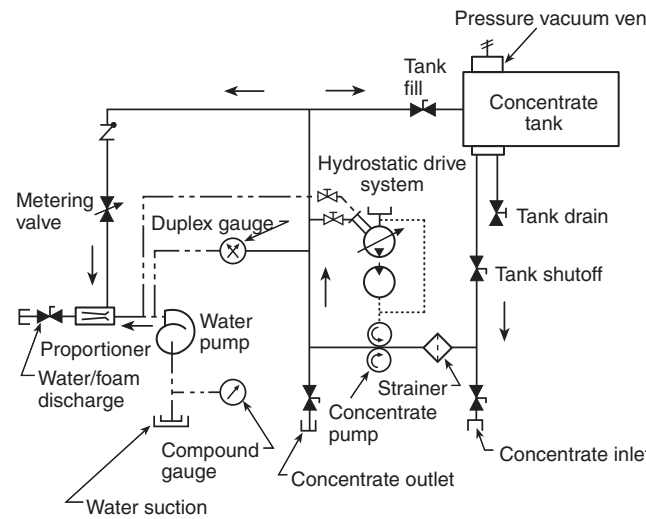 Pressure vacuum ven
Tank
fill
Concentrate
tank
Hydrostatic drive
system
Metering
valve
Duplex gauge
Tank drain
Tank shutoff
Water
pump
Proportioner
Water/foam
discharge
Strainer
Concentrate
pump
Compound
gauge
Concentrate outlet
Concentrate inlet
Water suction